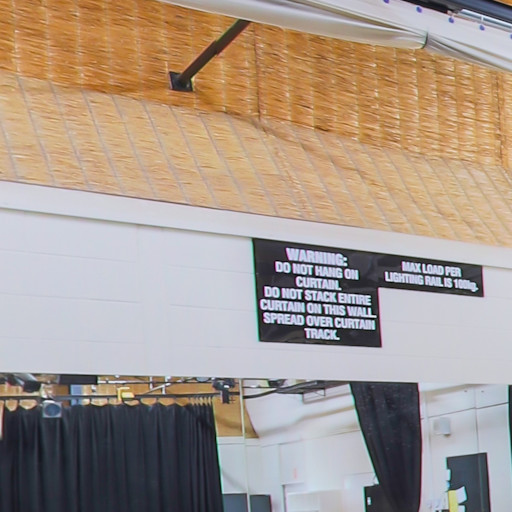 WARNING:
DO NOT HANG ON
CURTAIN.
DO NOT STACK ENTIRE
CURTAIN ON THIS WALL.
SPREAD OVER CURTAIN
TRACK.
MAX LOAD PER
LIGHTING RAIL IS 100kg.